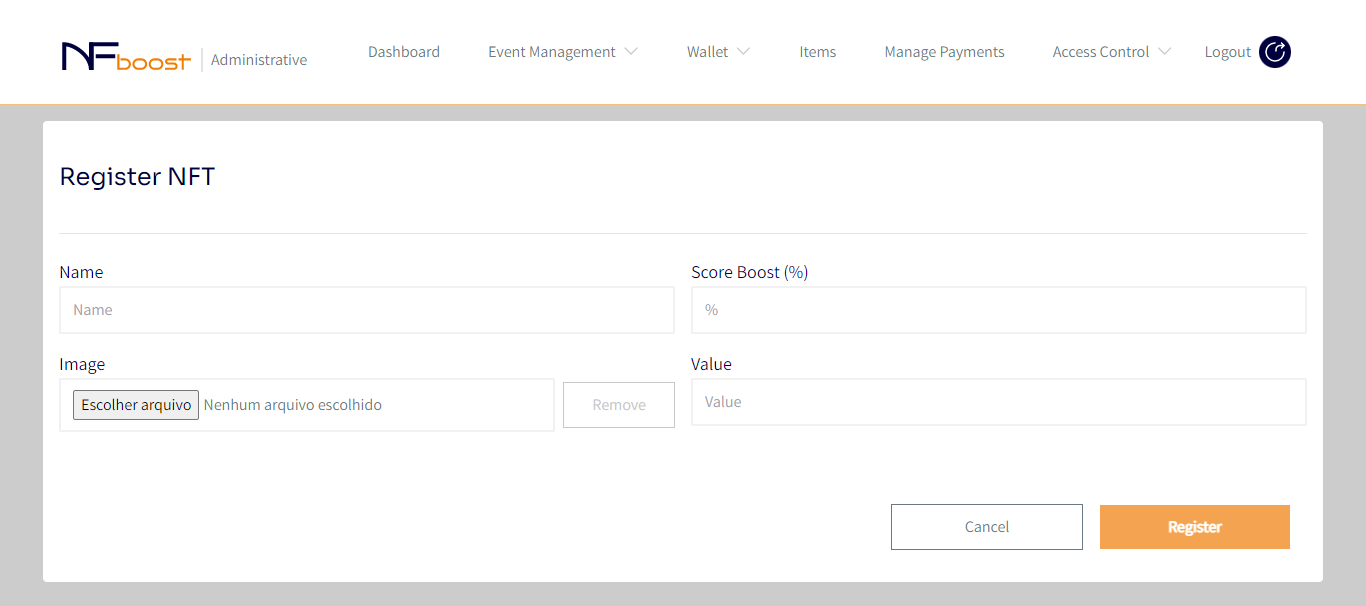 NFboost Administrative Dashboard Event Management Wallet Items Manage Payments Access Control Logout
Register NFT
Name Score Boost (%)
Name %
Image Value
Escolher arquivo Nenhum arquivo escolhido Remove Value
Cancel Register